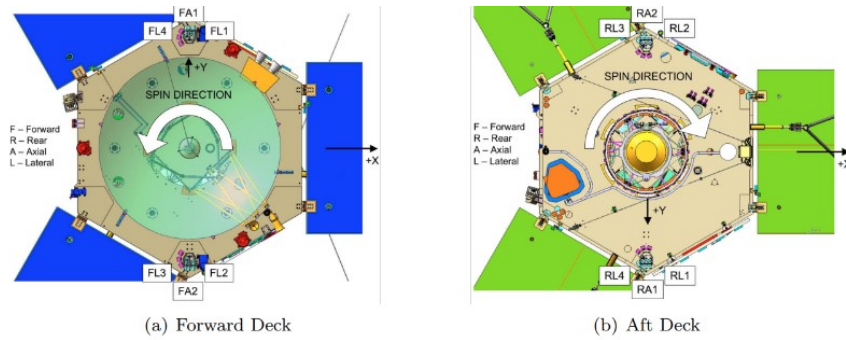 FA1
FL4 FL1
+Y
SPIN DIRECTION
F – Forward
R – Rear
A – Axial
L – Lateral
+X
FL3 FL2
FA2
(a) Forward Deck
RA2
RL3 RL2
SPIN DIRECTION
F – Forward
R – Rear
A – Axial
L – Lateral
+X
+Y
RL4 RL1
RA1
(b) Aft Deck